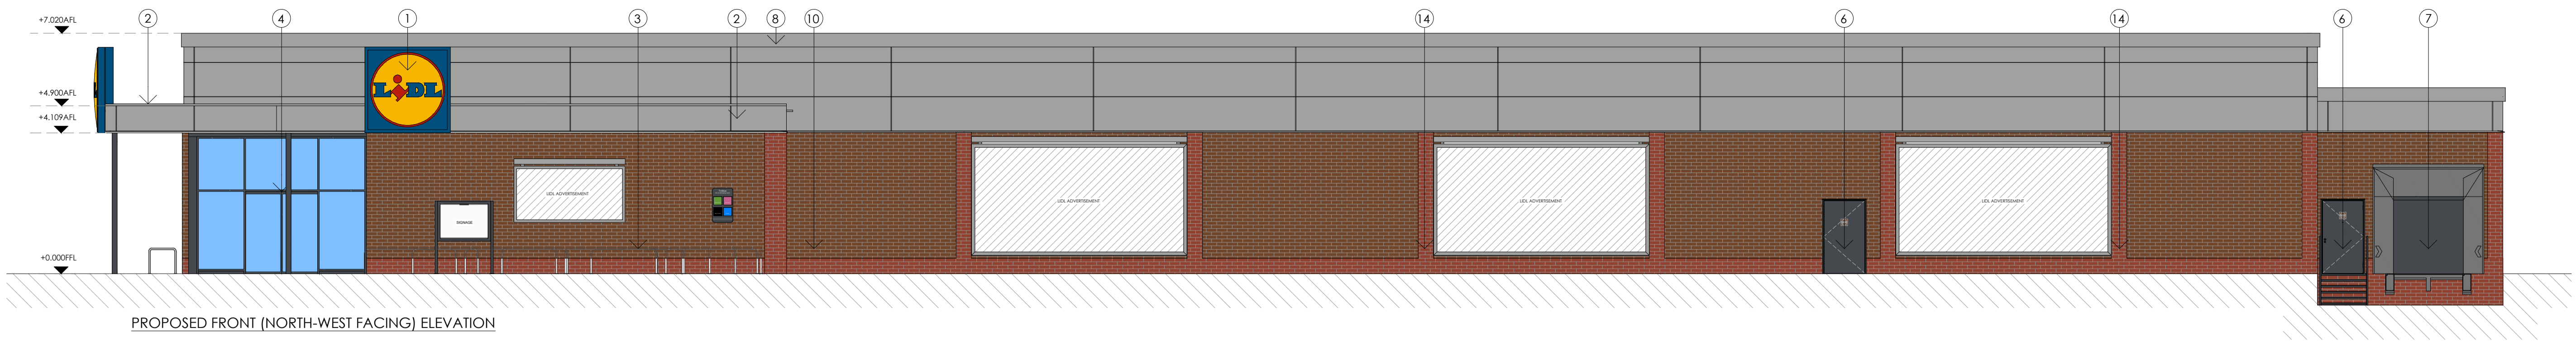 +7.020AFL
2
4
1
3
2
8
10
14
6
14
6
7
+4.900AFL
+4.109AFL
LIDL
LIDL ADVERTISEMENT
SIGNAGE
LIDL ADVERTISEMENT
LIDL ADVERTISEMENT
LIDL ADVERTISEMENT
+0.000FFL
PROPOSED FRONT (NORTH-WEST FACING) ELEVATION